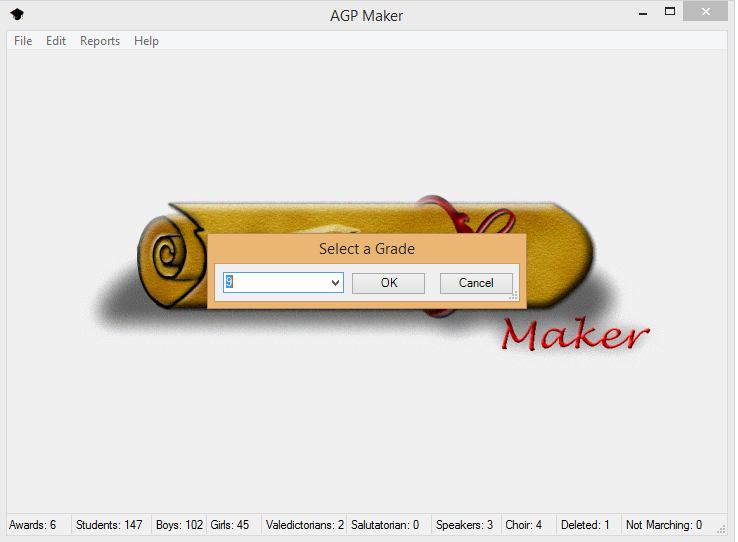 AGP Maker
File Edit Reports Help
Select a Grade
9 OK Cancel
Maker
Awards: 6 Students: 147 Boys: 102 Girls: 45 Valedictorians: 2 Salutatorian: 0 Speakers: 3 Choir: 4 Deleted: 1 Not Marching: 0